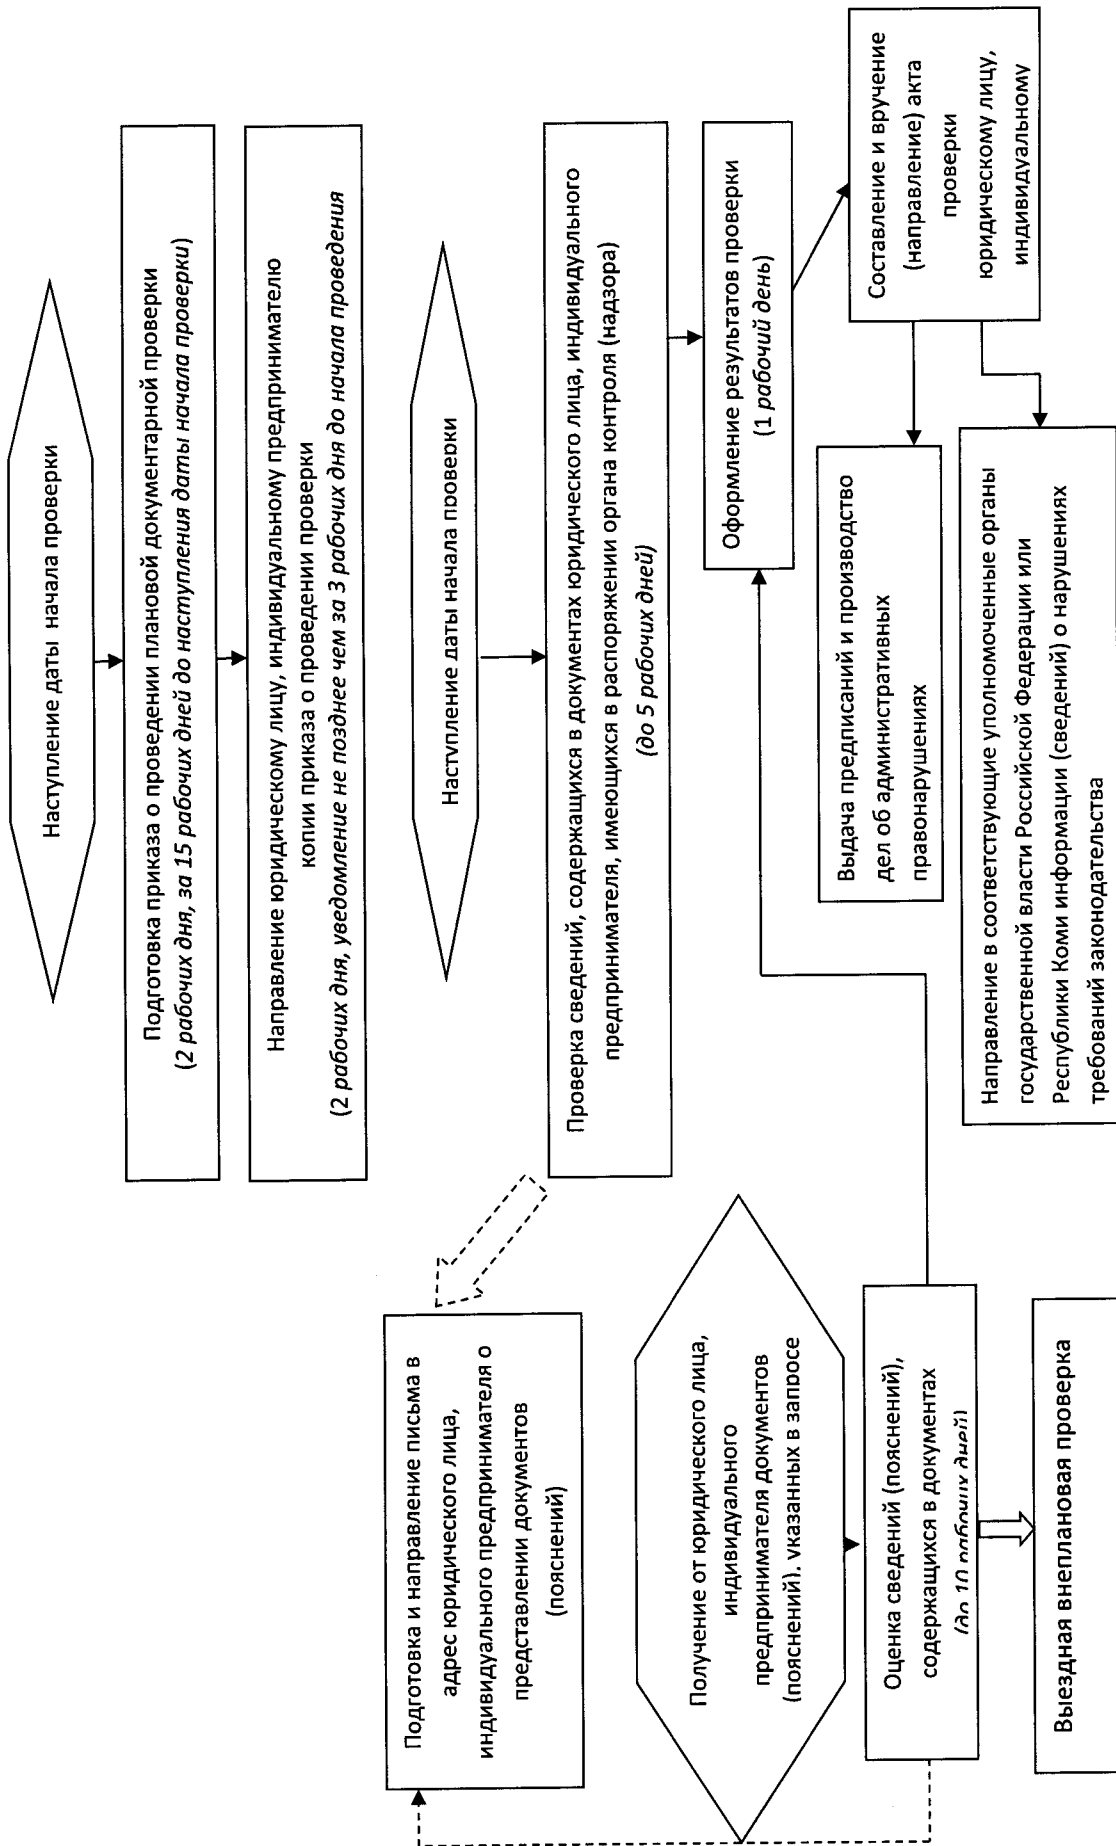 Наступление даты начала проверки
Подготовка приказа о проведении плановой документарной проверки
(2 рабочих дня, за 15 рабочих дней до наступления даты начала проверки)
Направление юридическому лицу, индивидуальному предпринимателю
копии приказа о проведении проверки
(2 рабочих дня, уведомление не позднее чем за 3 рабочих дня до начала проведения
Наступление даты начала проверки
Проверка сведений, содержащихся в документах юридического лица, индивидуального
предпринимателя, имеющихся в распоряжении органа контроля (надзора)
(до 5 рабочих дней)
Подготовка и направление письма в
адрес юридического лица,
индивидуального предпринимателя о
представлении документов
(пояснений)
Получение от юридического лица,
индивидуального
предпринимателя документов
(пояснений), указанных в запросе
Оценка сведений (пояснений),
содержащихся в документах
(до 10 рабочих дней)
Выездная внеплановая проверка
Оформление результатов проверки
(1 рабочий день)
Составление и вручение
(направление) акта
проверки
юридическому лицу,
индивидуальному
Выдача предписаний и производство
дел об административных
правонарушениях
Направление в соответствующие уполномоченные органы
государственной власти Российской Федерации или
Республики Коми информации (сведений) о нарушениях
требований законодательства